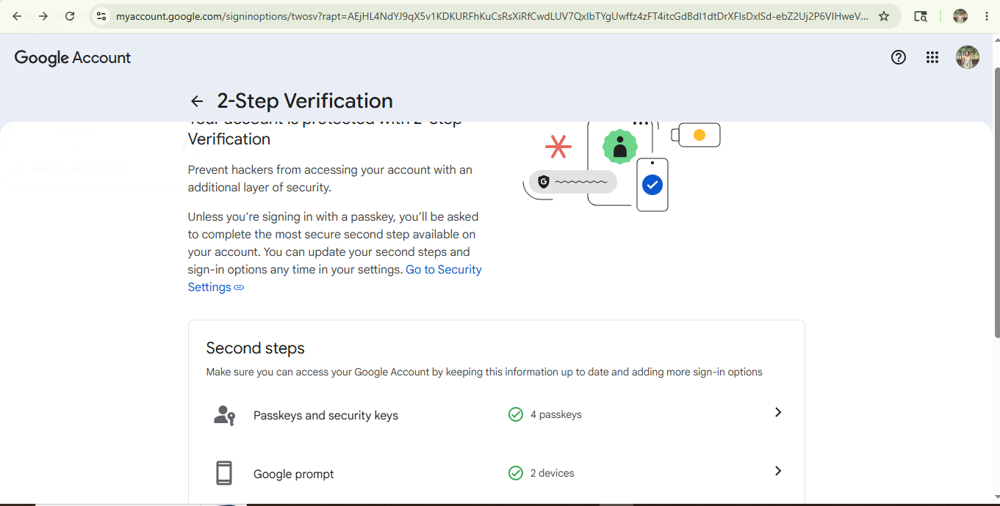 myaccount.google.com/signinoptions/twosv?rapt=AEjHL4NdYJ9qX5v1KDKURFhKuCsRsXiRfCwdLUV7QxIbTYgUwffz4zFT4itcGdBdI1dtDrXFIsDxlSd-ebZ2Uj2P6VIHweV...
Google Account
2-Step Verification
Your account is protected with 2-Step
Verification
Prevent hackers from accessing your account with an
additional layer of security.
Unless you’re signing in with a passkey, you’ll be asked
to complete the most secure second step available on
your account. You can update your second steps and
sign-in options any time in your settings. Go to Security
Settings
G
Second steps
Make sure you can access your Google Account by keeping this information up to date and adding more sign-in options
Passkeys and security keys
4 passkeys
Google prompt
2 devices